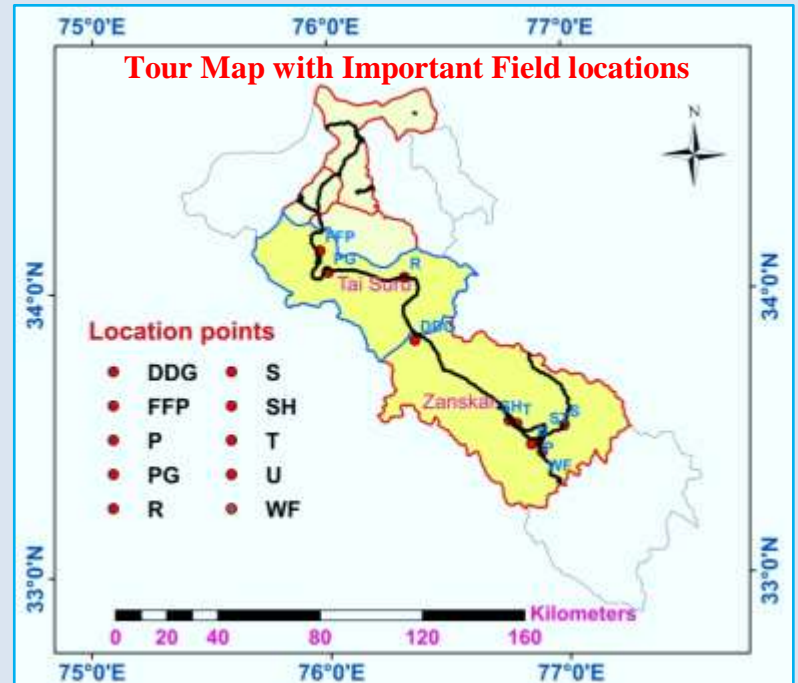 75°0'E 76°0'E 77°0'E
Tour Map with Important Field locations
N
FFP
PG
R
Tai Suru
34°0'N
34°0'N
DDG
Location points
DDG S
FFP SH
P T
PG U
R WF
Zanskar
SH T
S
P
WF
33°0'N
33°0'N
Kilometers
0 20 40 80 120 160
75°0'E 76°0'E 77°0'E